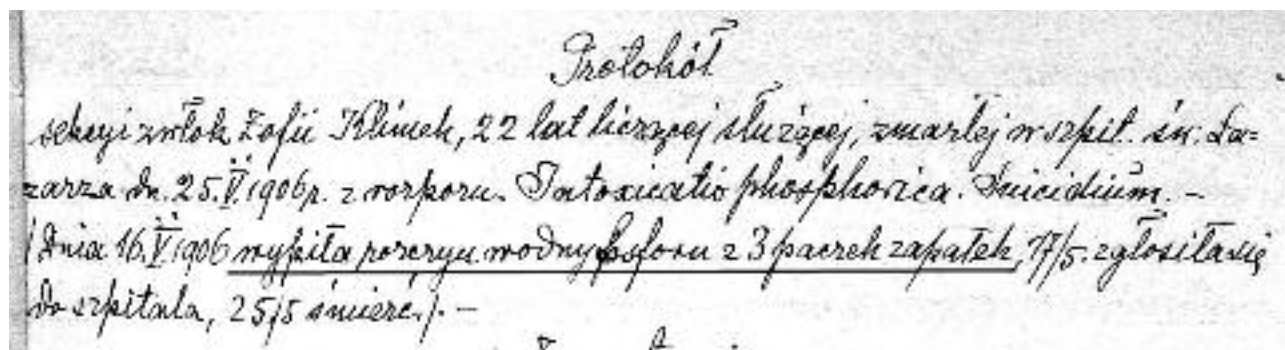 Protokół
sekcyi zwłok Zofii Klimek, 22 lat liczącej służącej, zmarłej w szpit. św. Ła=
zarza dn. 25. V. 1906 r. z rozporu. Intoxicatio phosphorica. Suicidium. -
/Dnia 16. V 1906 wypiła rozczyn wodny fosforu z 3 paczek zapałek, 17/5. zgłosiła się
do szpitala, 25/5 śmierć./. -